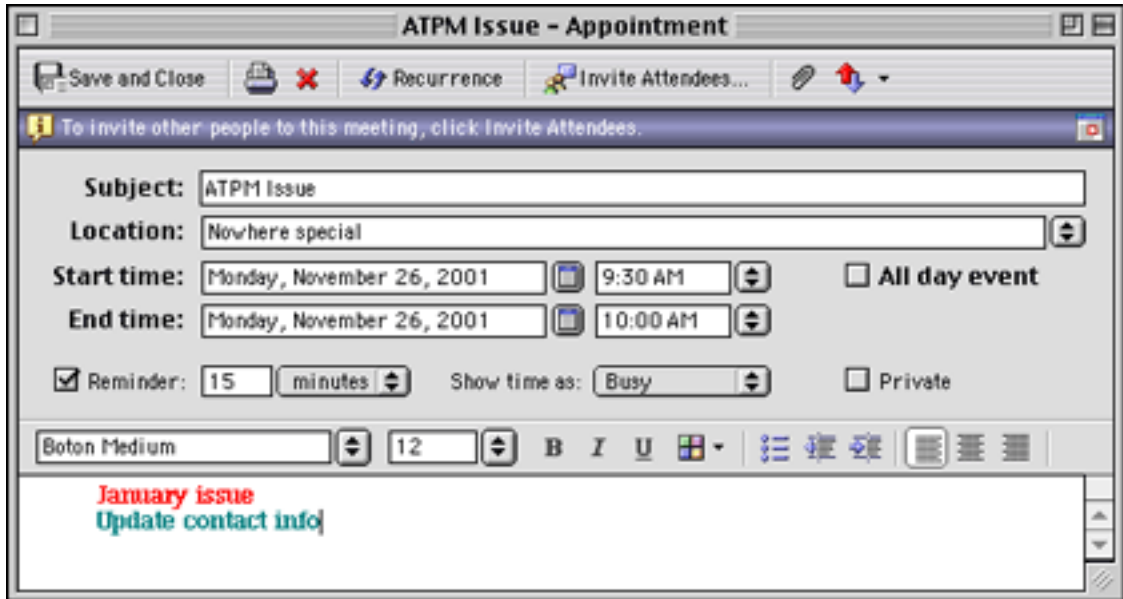 ATPM Issue – Appointment
Save and Close Recurrence Invite Attendees...
To invite other people to this meeting, click Invite Attendees.
Subject: ATPM Issue
Location: Nowhere special
Start time: Monday, November 26, 2001 9:30 AM All day event
End time: Monday, November 26, 2001 10:00 AM
Reminder: 15 minutes Show time as: Busy Private
Boton Medium 12 B I U
January issue
Update contact info